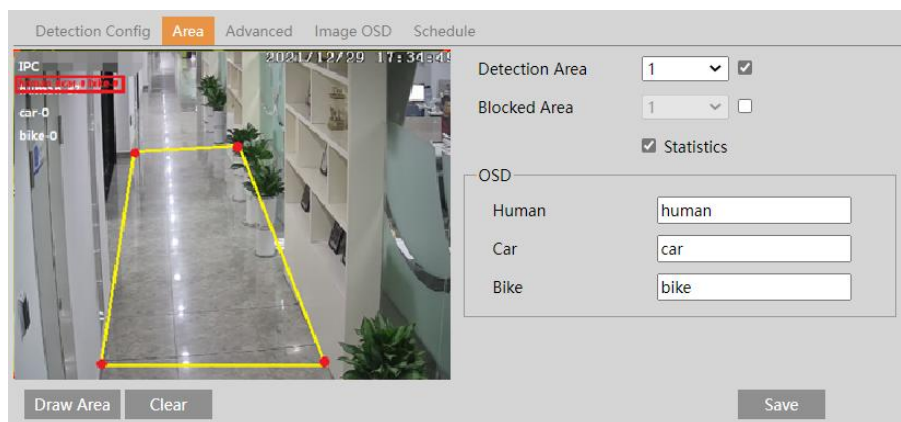 Detection Config Area Advanced Image OSD Schedule
IPC
2021/12/29 17:34:49
car-0
bike-0
Detection Area 1
Blocked Area 1
Statistics
OSD
Human human
Car car
Bike bike
Draw Area Clear Save